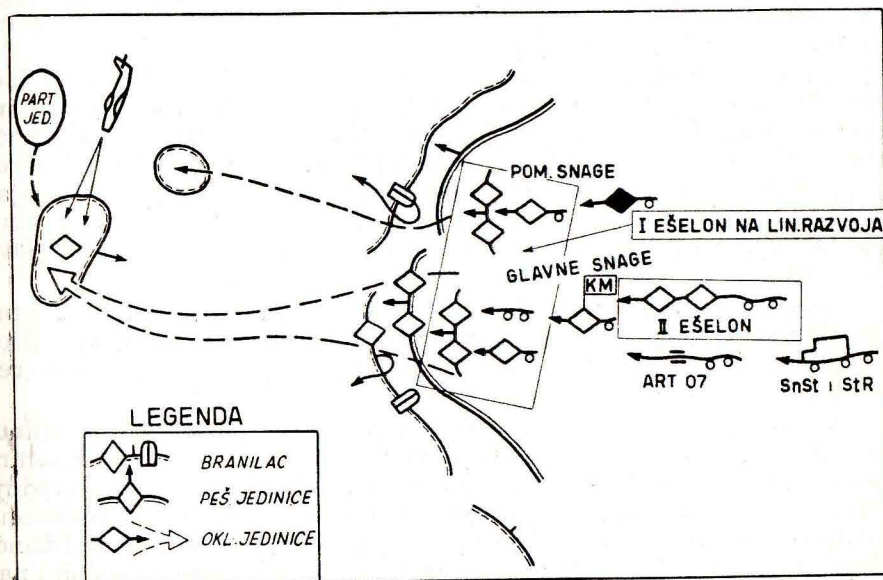 PART
JED.
POM. SNAGE
I EŠELON NA LIN.RAZVOJA
GLAVNE SNAGE
KM
II EŠELON
ART 07
SnSt i StR
LEGENDA
BRANILAC
PEŠ. JEDINICE
OKL. JEDINICE